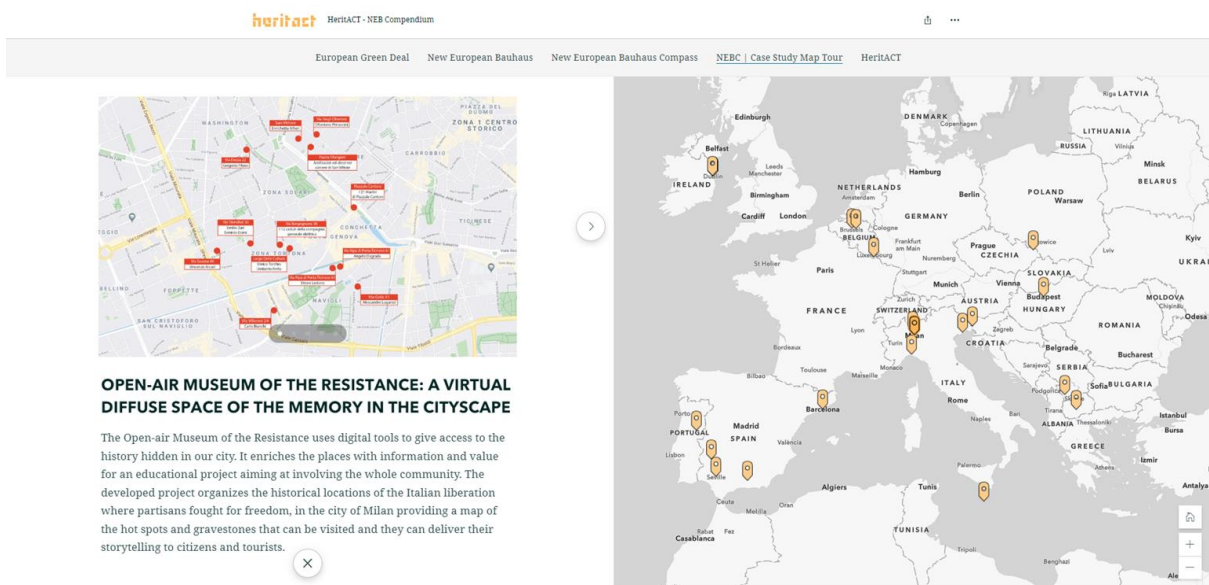 heritact HeritACT - NEB Compendium
European Green Deal New European Bauhaus New European Bauhaus Compass NEBC | Case Study Map Tour HeritACT
PIAZZA DEL
DUOMO
WASHINGTON
ZONA 1 CENTRO
STORICO
CARROBBIO
ZONA SOLARI
TICINESE
CONCHETTA
GENOVA
ZONA TORTONA
BELLINO
FOPPETTE
NAVIGLI
SAN CRISTOFORO
SUL NAVIGLIO
OPEN-AIR MUSEUM OF THE RESISTANCE: A VIRTUAL
DIFFUSE SPACE OF THE MEMORY IN THE CITYSCAPE
The Open-air Museum of the Resistance uses digital tools to give access to the
history hidden in our city. It enriches the places with information and value
for an educational project aiming at involving the whole community. The
developed project organizes the historical locations of the Italian liberation
where partisans fought for freedom, in the city of Milan providing a map of
the hot spots and gravestones that can be visited and they can deliver their
storytelling to citizens and tourists.
Riga LATVIA
Edinburgh
DENMARK
Copenhagen
LITHUANIA
RUSSIA Vilnius
Belfast
Minsk
BELARUS
Leeds
Manchester
Dublin
IRELAND
Hamburg
NETHERLANDS
Amsterdam
Birmingham
Berlin
POLAND
Warsaw
Cardiff London
GERMANY
Brussels Cologne
BELGIUM
Frankfurt
am Main
Prague
CZECHIA
Lviv
Kyiv
Luxembourg
Nuremberg
UKRAI
St Helier
Paris
Stuttgart
SLOVAKIA
Munich
Vienna
Budapest
Zurich
AUSTRIA
HUNGARY
MOLDOVA
Chișinău
FRANCE
SWITZERLAND
Odesa
Lyon
Milan
Turin
Zagreb
CROATIA
ROMANIA
Bordeaux
Belgrade
Bucharest
Toulouse
Marseille
Monaco
Sarajevo
SERBIA
Bilbao
ITALY
Rome
Podgorica
Sofia BULGARIA
Porto
Barcelona
Tirana
ALBANIA Thessaloniki
Istanbul
Bursa
PORTUGAL
Madrid
SPAIN
Naples
Bari
GREECE
Lisbon
València
Izmir
Palermo
Athens
Seville
Algiers
Tunis
Antalya
Ceuta
Melilla
Oran
Rabat Fez
Casablanca
TUNISIA
Tripoli
Benghazi
Ale